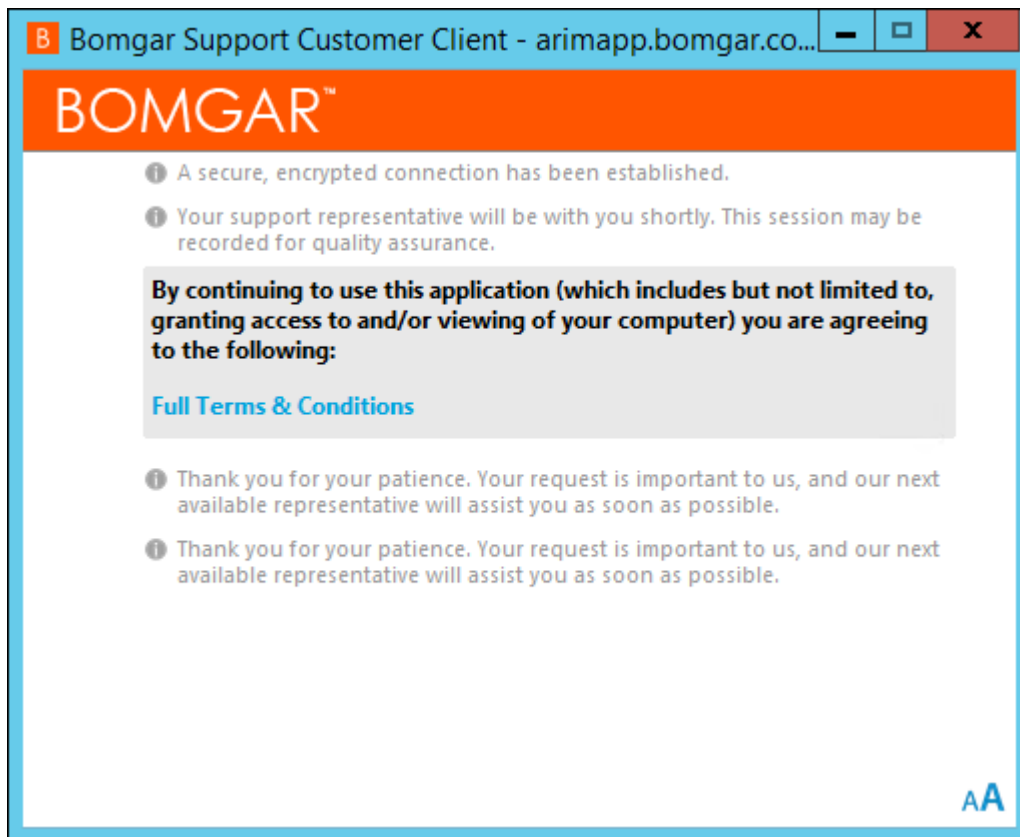 B Bomgar Support Customer Client - arimapp.bomgar.co...
BOMGAR™
A secure, encrypted connection has been established.
Your support representative will be with you shortly. This session may be
recorded for quality assurance.
By continuing to use this application (which includes but not limited to,
granting access to and/or viewing of your computer) you are agreeing
to the following:
Full Terms & Conditions
Thank you for your patience. Your request is important to us, and our next
available representative will assist you as soon as possible.
Thank you for your patience. Your request is important to us, and our next
available representative will assist you as soon as possible.
AA